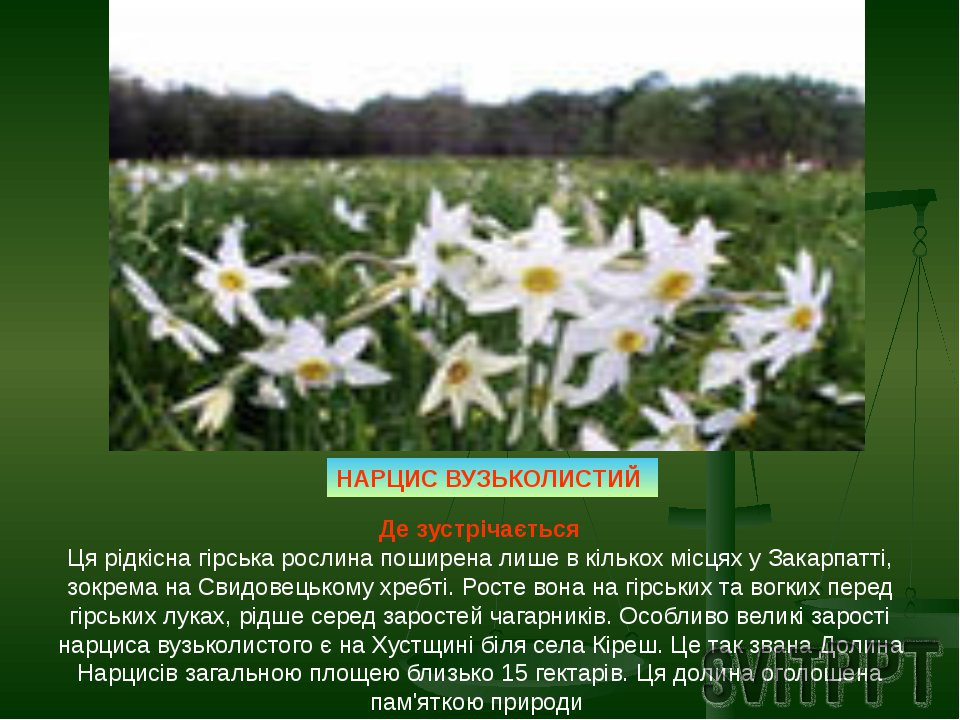 НАРЦИС ВУЗЬКОЛИСТИЙ
Де зустрічається
Ця рідкісна гірська рослина поширена лише в кількох місцях у Закарпатті,
зокрема на Свидовецькому хребті. Росте вона на гірських та вогких перед
гірських луках, рідше серед заростей чагарників. Особливо великі зарості
нарциса вузьколистого є на Хустщині біля села Кіреш. Це так звана Долина
Нарцисів загальною площею близько 15 гектарів. Ця долина оголошена
пам'яткою природи
SVITPPT